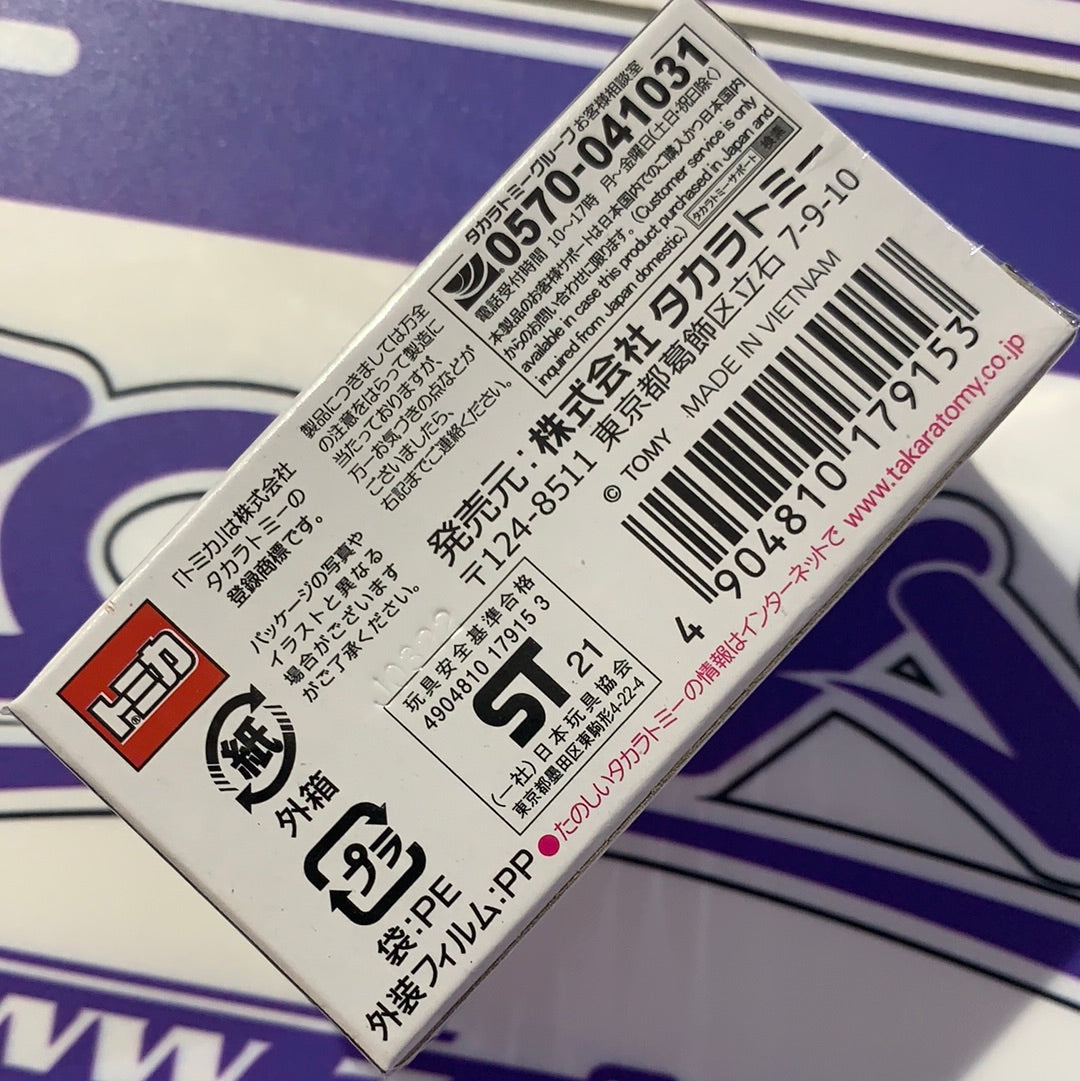 トミカ®
「トミカ」は株式会社
タカラトミーの
登録商標です。
パッケージの写真や
イラストと異なる
場合がございます
がご了承ください。
製品につきましては万全
の注意をはらって製造に
当たっておりますが、
万一お気づきの点などが
ございましたら、
右記までご連絡ください。
タカラトミーグループお客様相談室
0570-041031
電話受付時間 10〜17時 月〜金曜日(土日・祝日除く)
本製品のお客様サポートは日本国内でのご購入かつ日本国内
からのお問い合わせに限ります。(Customer service is only
available in case this product purchased in Japan and
inquired from Japan domestic.)
タカラトミーサポート 検索
発売元:株式会社タカラトミー
〒124-8511 東京都葛飾区立石 7-9-10
© TOMY MADE IN VIETNAM
紙
外箱
プラ
袋:PE
外装フィルム:PP
玩具安全基準合格
4904810 17915 3
ST 21
(一社)日本玩具協会
東京都墨田区東駒形4-22-4
4 904810 179153
●たのしいタカラトミーの情報はインターネットで www.takaratomy.co.jp